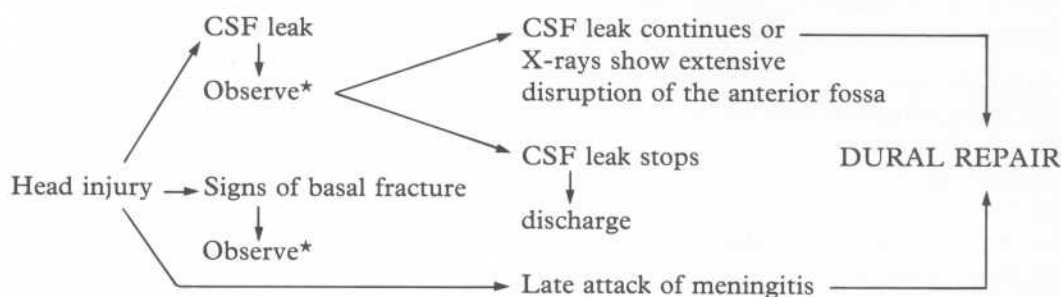 CSF leak
Observe*
CSF leak continues or
X-rays show extensive
disruption of the anterior fossa
CSF leak stops
discharge
DURAL REPAIR
Head injury
Signs of basal fracture
Observe*
Late attack of meningitis